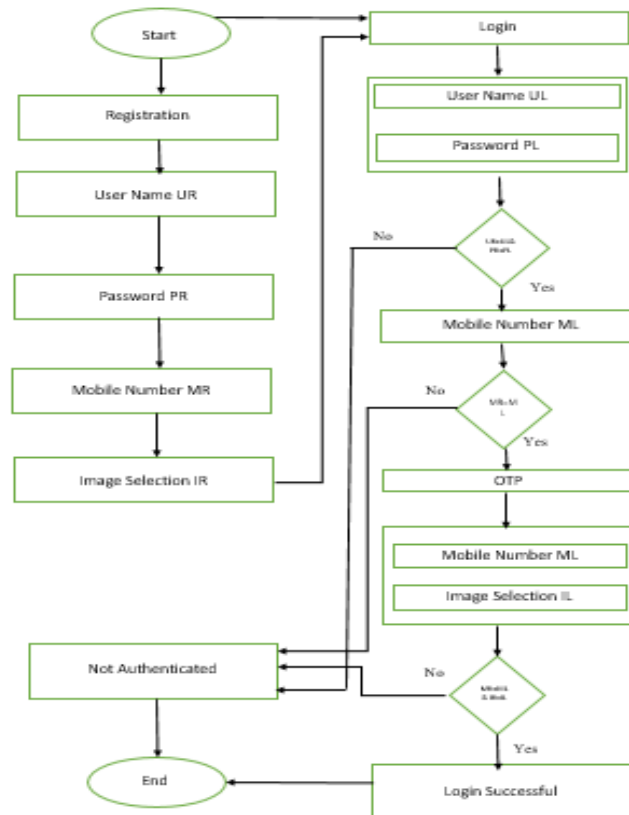 Start
Registration
User Name UR
Password PR
Mobile Number MR
Image Selection IR
Not Authenticated
End
Login
User Name UL
Password PL
No
Yes
Mobile Number ML
No
MR=M
L
Yes
OTP
Mobile Number ML
Image Selection IL
No
Yes
Login Successful